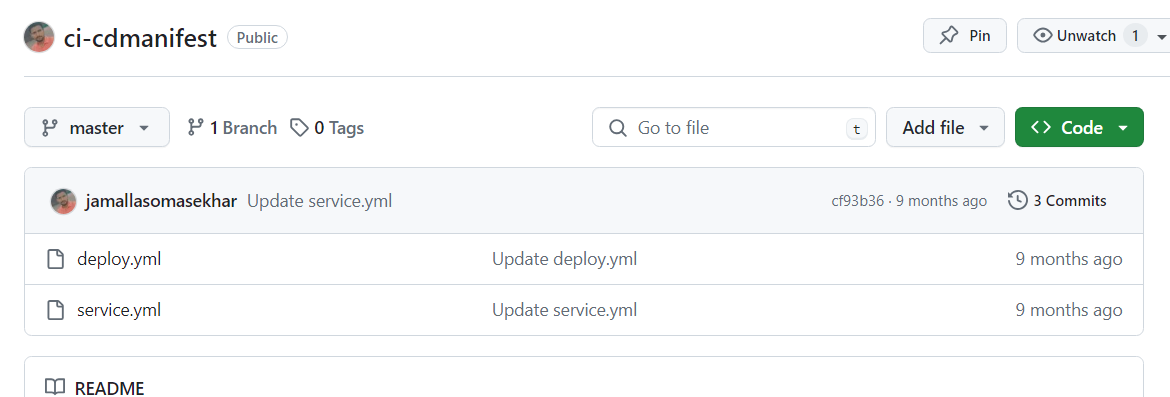 ci-cdmanifest Public Pin Unwatch 1
master 1 Branch 0 Tags Go to file t Add file Code
jamallasomasekhar Update service.yml cf93b36 · 9 months ago 3 Commits
deploy.yml Update deploy.yml 9 months ago
service.yml Update service.yml 9 months ago
README